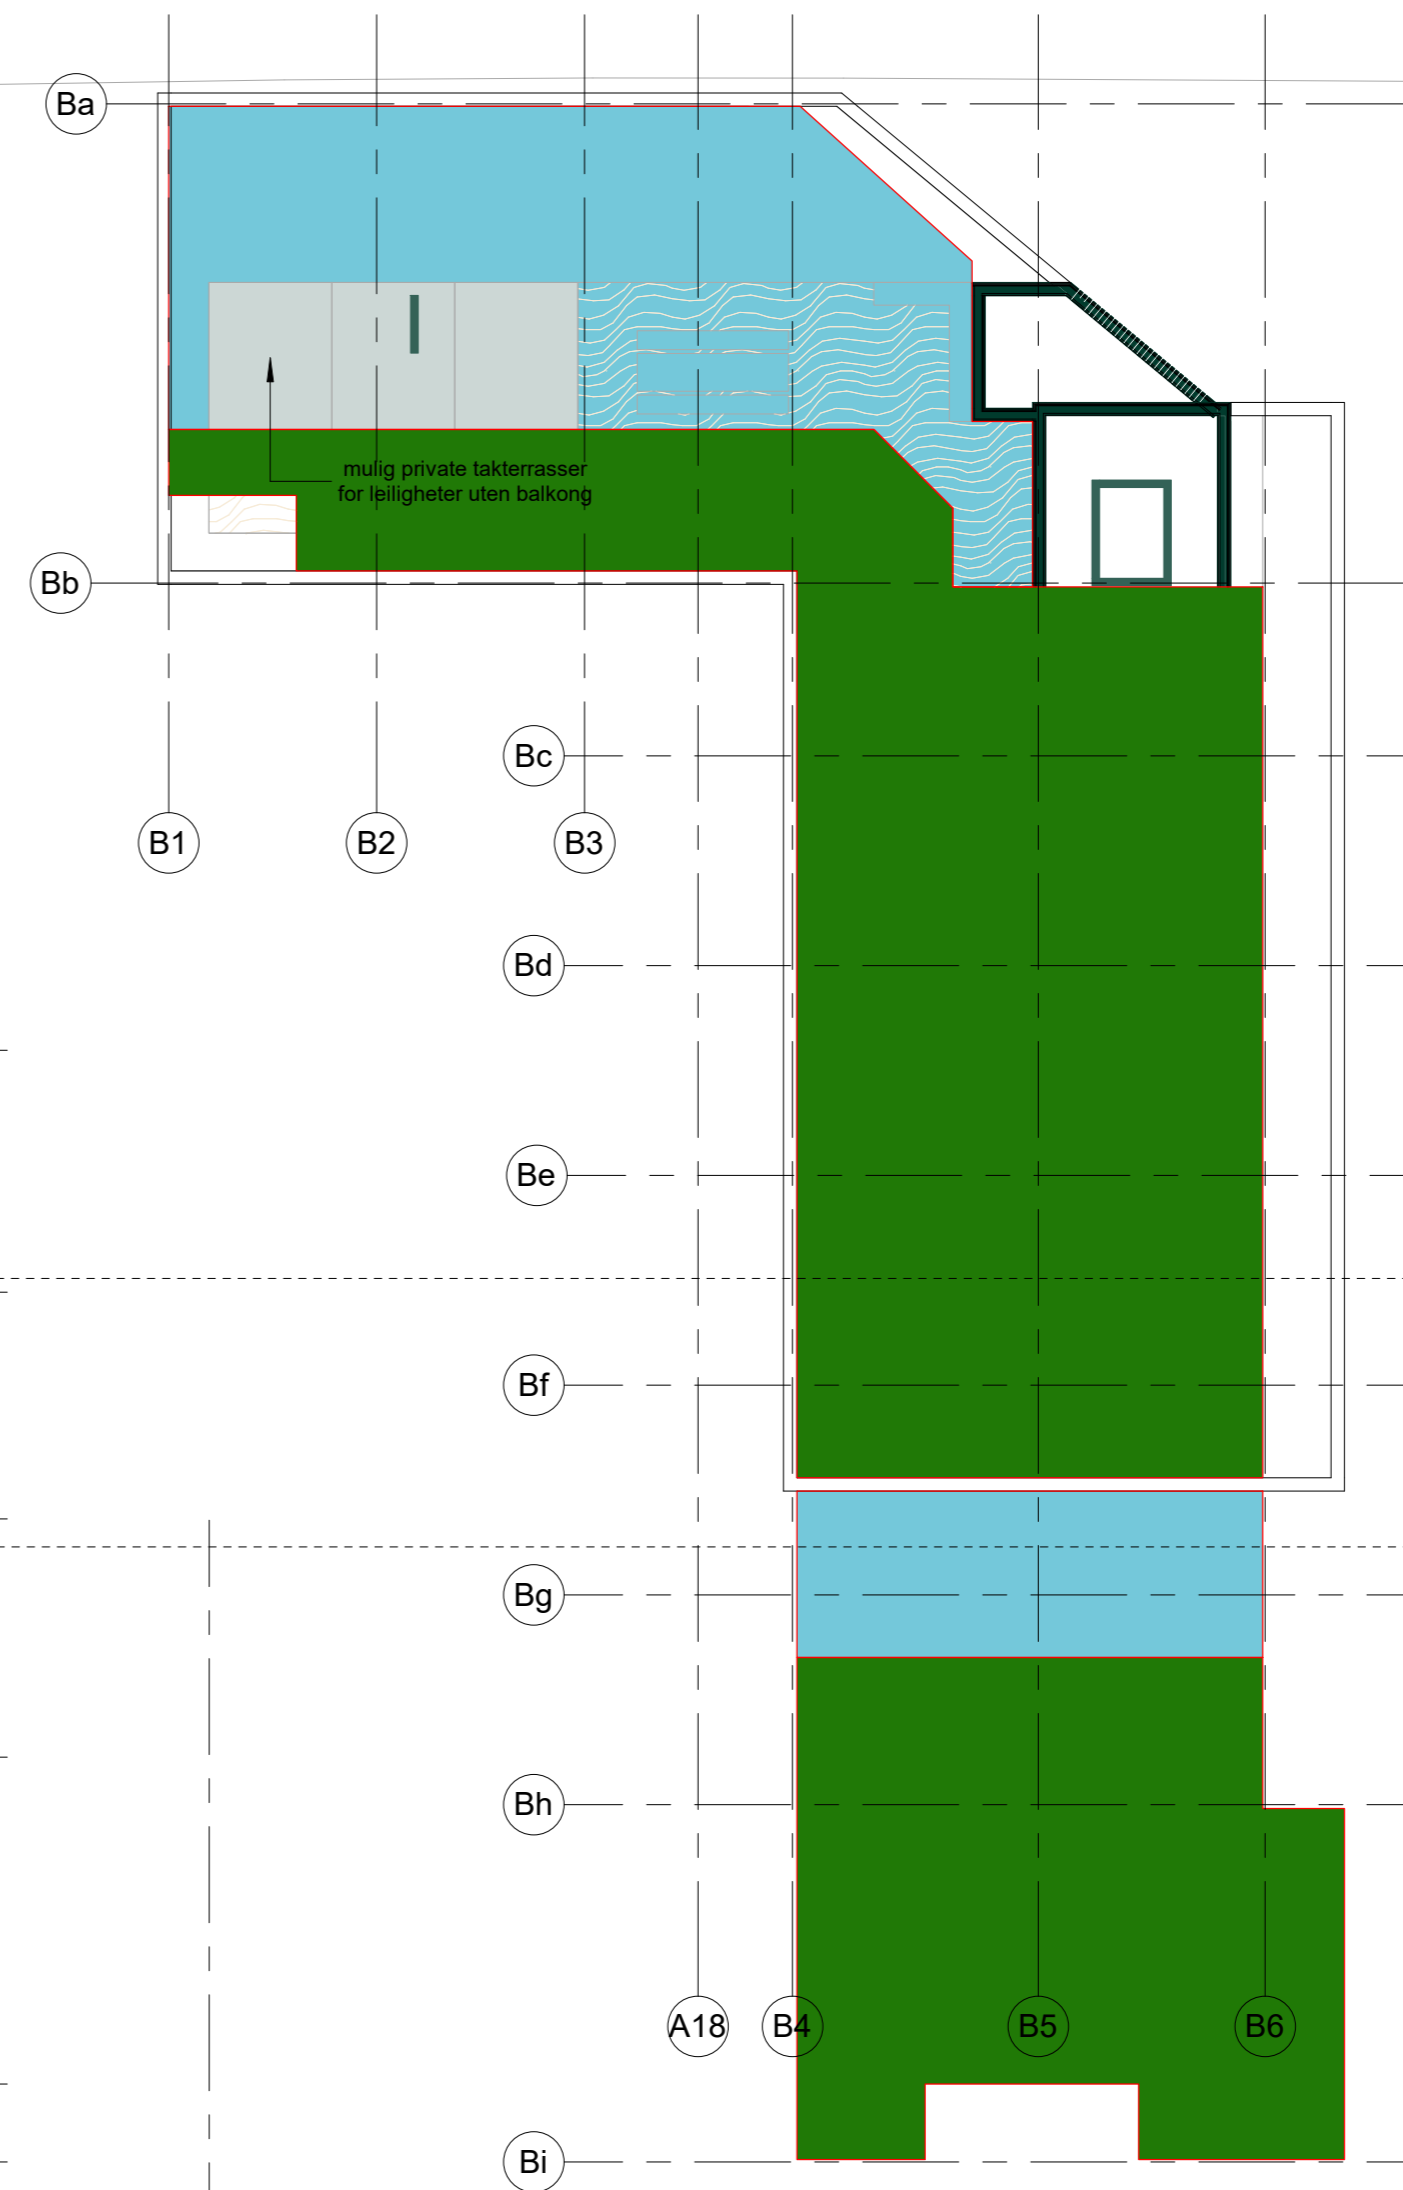 Ba
mulig private takterrasser
for leiligheter uten balkong
Bb
Bc
B1
B2
B3
Bd
Be
Bf
Bg
Bh
A18
B4
B5
B6
Bi